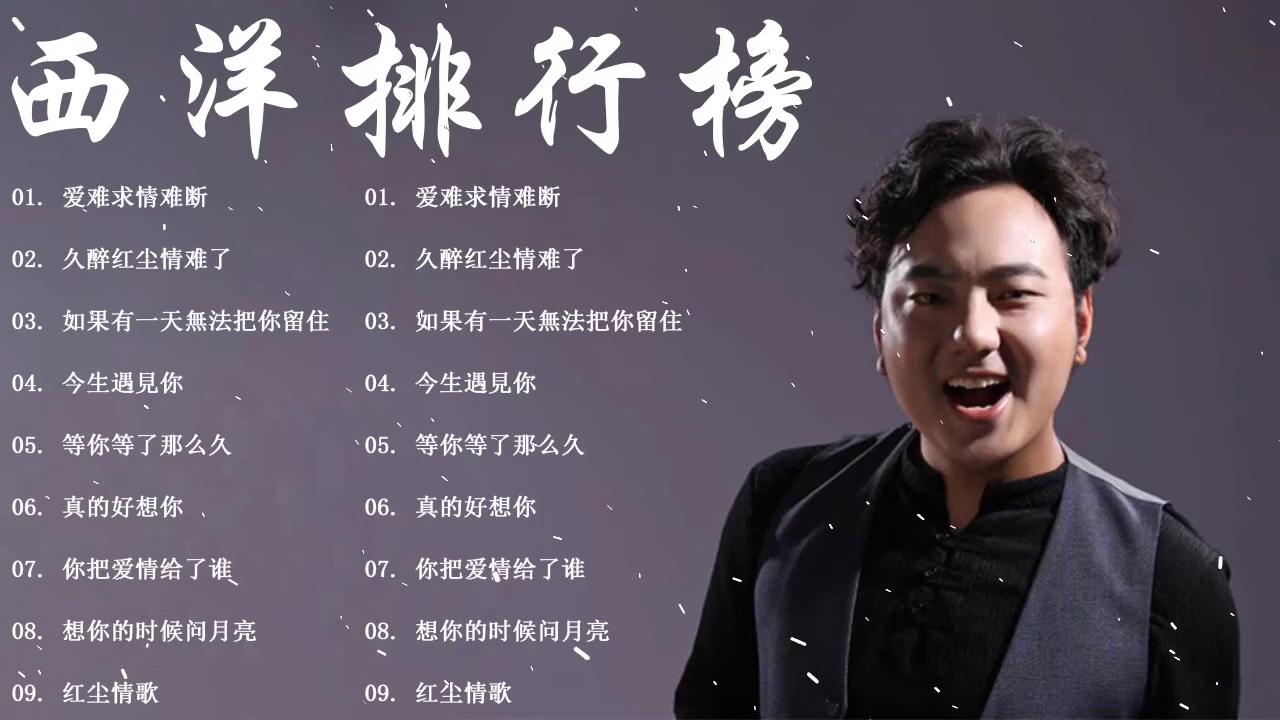 西洋排行榜
01. 爱难求情难断
02. 久醉红尘情难了
03. 如果有一天無法把你留住
04. 今生遇見你
05. 等你等了那么久
06. 真的好想你
07. 你把爱情给了谁
08. 想你的时候问月亮
09. 红尘情歌
01. 爱难求情难断
02. 久醉红尘情难了
03. 如果有一天無法把你留住
04. 今生遇見你
05. 等你等了那么久
06. 真的好想你
07. 你把爱情给了谁
08. 想你的时候问月亮
09. 红尘情歌